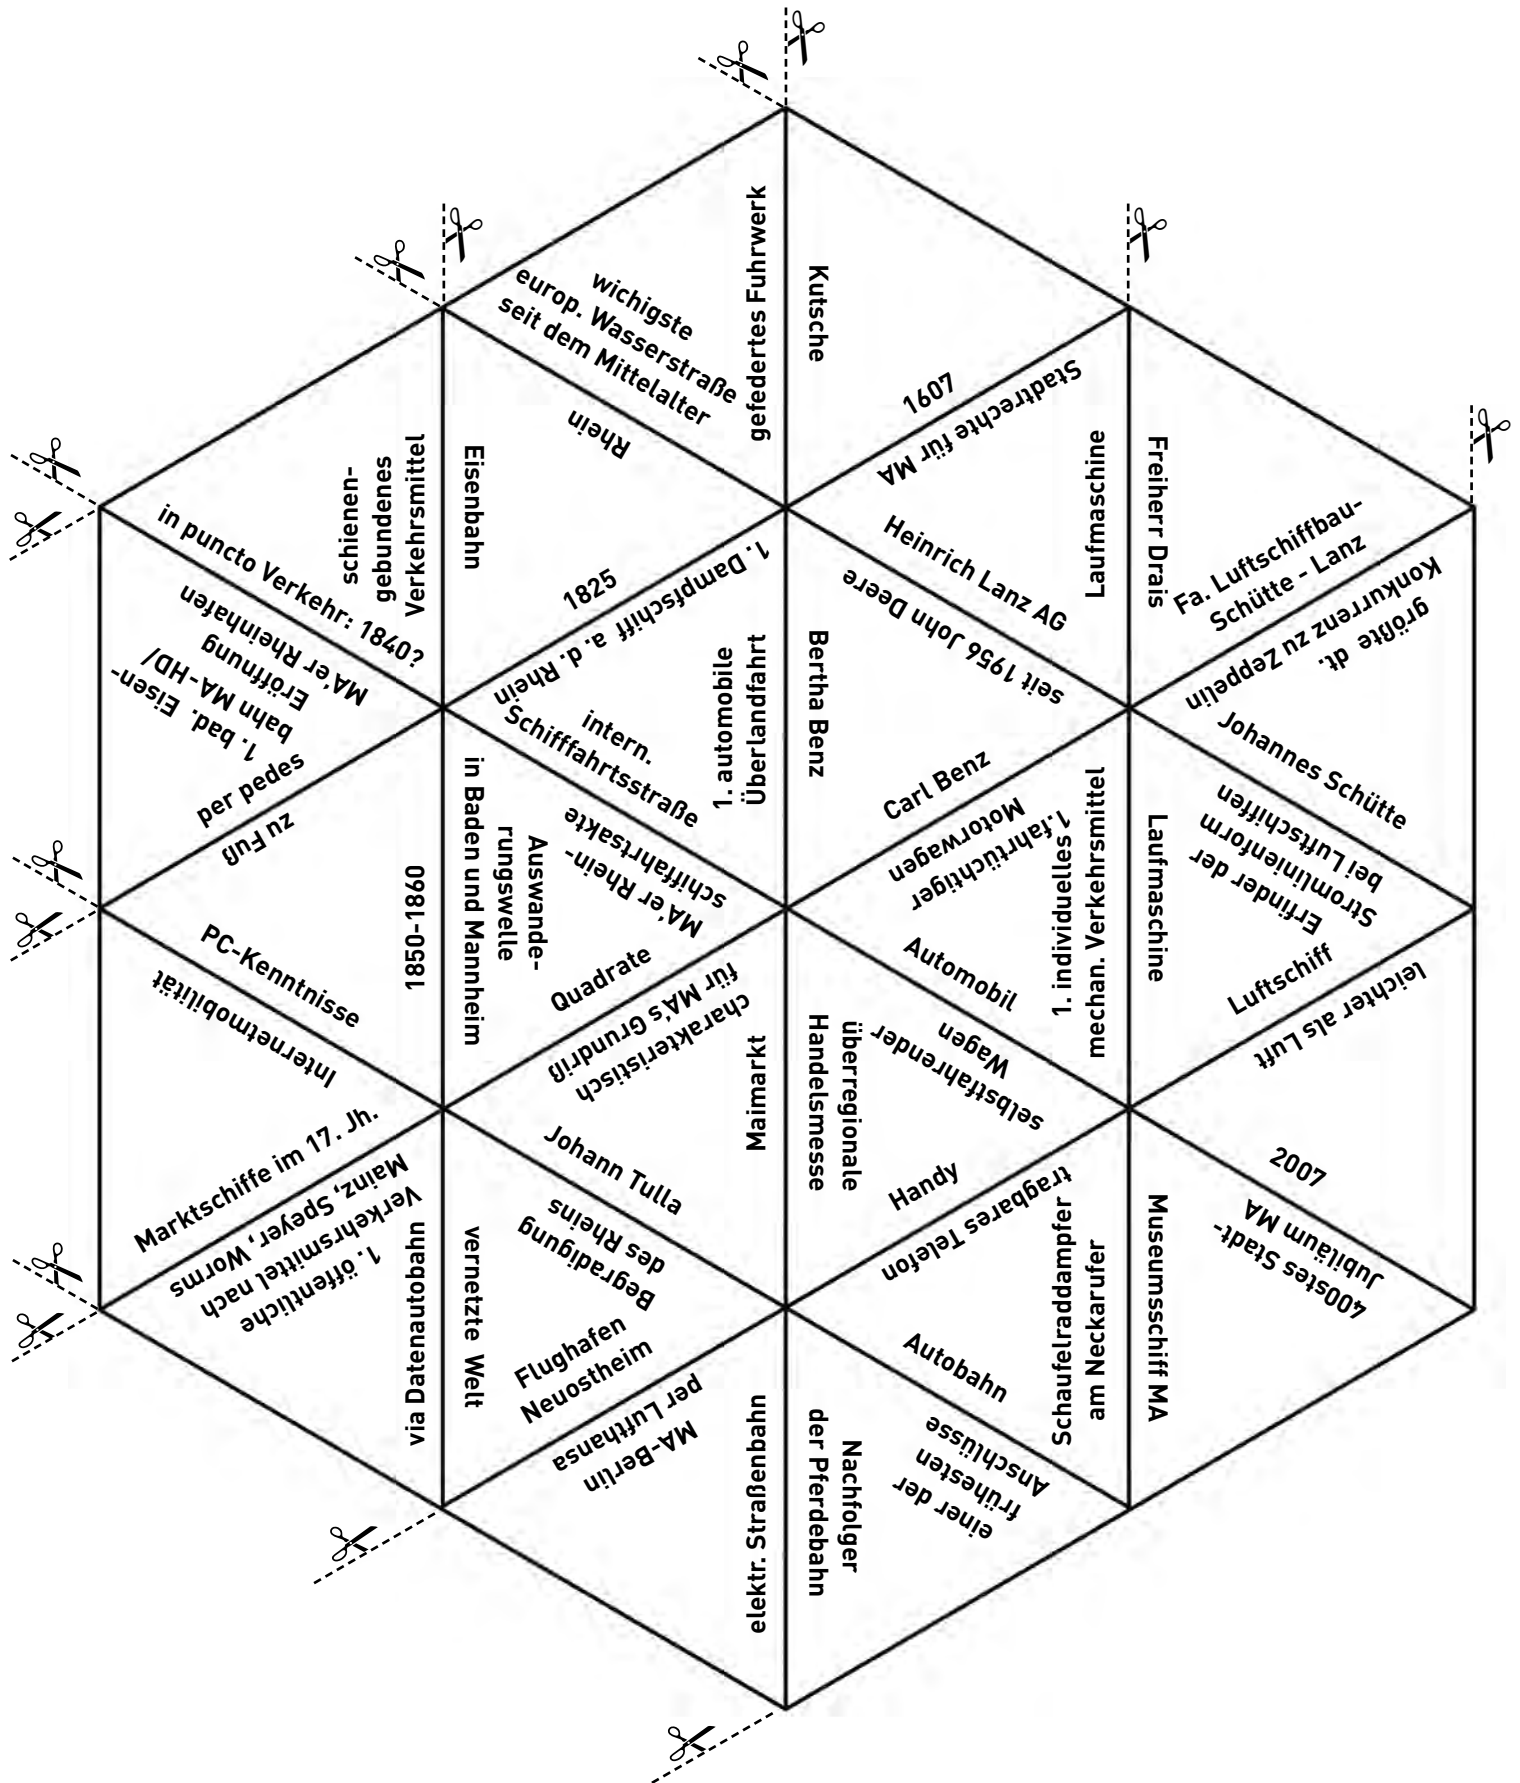 gefedertes Fuhrwerk
Kutsche
wichigste
europ. Wasserstraße
seit dem Mittelalter
Rhein
1607
Stadtrechte für MA
schienen-
gebundenes
Verkehrsmittel
Eisenbahn
Laufmaschine
Freiherr Drais
in puncto Verkehr: 1840?
1. bad. Eisen-
bahn MA-HD/
Eröffnung
MA'er Rheinhafen
1825
1. Dampfschiff a. d. Rhein
Heinrich Lanz AG
seit 1956 John Deere
Fa. Luftschiffbau-
Schütte - Lanz
größte dt.
Konkurrenz zu Zeppelin
1. automobile
Überlandfahrt
Bertha Benz
per pedes
zu Fuß
intern.
Schifffahrtsstraße
MA'er Rhein-
schiffahrtsakte
Carl Benz
1.fahrtüchtiger
Motorwagen
Johannes Schütte
Erfinder der
Stromlinienform
bei Luftschiffen
1850-1860
in Baden und Mannheim
Auswande-
rungswelle
1. individuelles
mechan. Verkehrsmittel
Laufmaschine
PC-Kenntnisse
Internetmobilität
Quadrate
charakteristisch
für MA's Grundriß
Automobil
selbstfahrender
Wagen
Luftschiff
leichter als Luft
Maimarkt
überregionale
Handelsmesse
Marktschiffe im 17. Jh.
1. öffentliche
Verkehrsmittel nach
Mainz, Speyer, Worms
Johann Tulla
Begradigung
des Rheins
Handy
tragbares Telefon
2007
400stes Stadt-
Jubiläum MA
via Datenautobahn
vernetzte Welt
Schaufelraddampfer
am Neckarufer
Museumsschiff MA
Flughafen
Neuostheim
MA-Berlin
per Lufthansa
Autobahn
einer der
frühesten
Anschlüsse
elektr. Straßenbahn
Nachfolger
der Pferdebahn